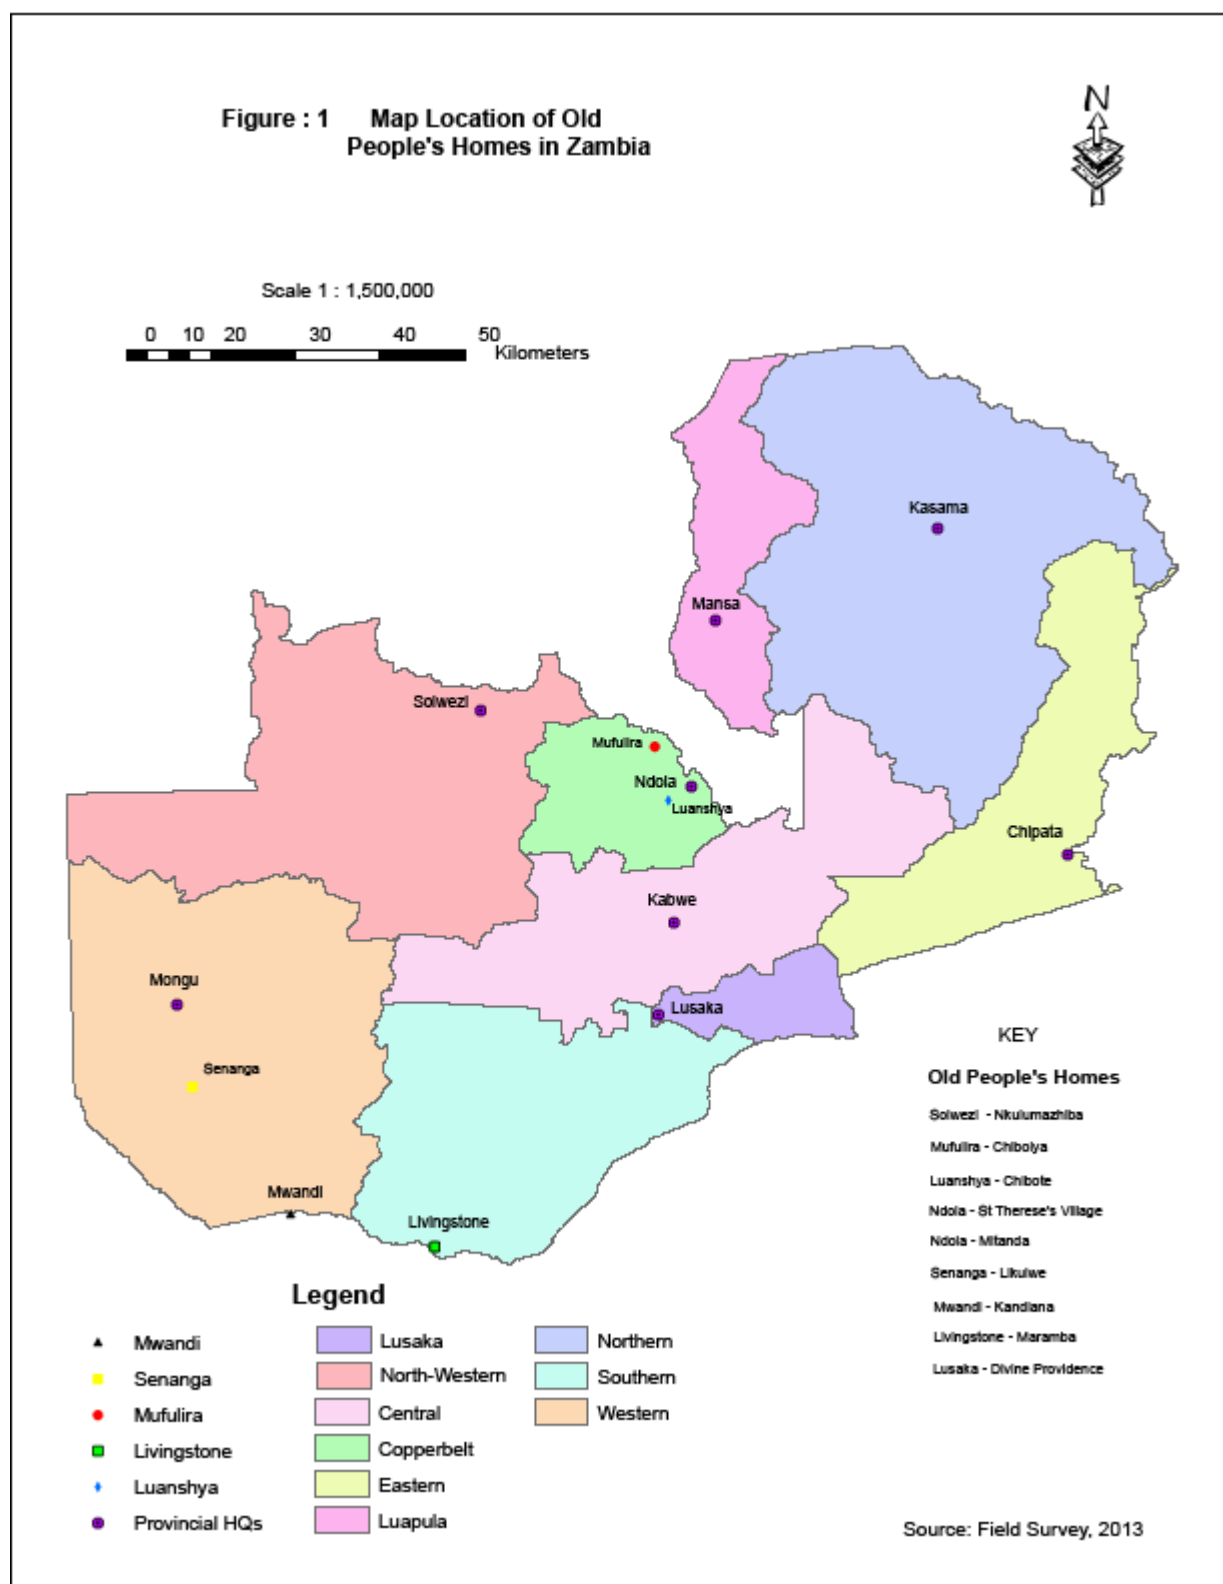 Figure : 1 Map Location of Old
People's Homes in Zambia
N
Scale 1 : 1,500,000
0 10 20 30 40 50
Kilometers
Kasama
Mansa
Solwezi
Mufulira
Ndola
Luanshya
Chipata
Kabwe
Mongu
Lusaka
Senanga
Mwandi
Livingstone
KEY
Old People's Homes
Solwezi - Nkulumazhiba
Mufulira - Chibolya
Luanshya - Chibote
Ndola - St Therese's Village
Ndola - Mitanda
Senanga - Likulwe
Mwandi - Kandiana
Livingstone - Maramba
Lusaka - Divine Providence
Legend
Mwandi
Senanga
Mufulira
Livingstone
Luanshya
Provincial HQs
Lusaka
North-Western
Central
Copperbelt
Eastern
Luapula
Northern
Southern
Western
Source: Field Survey, 2013